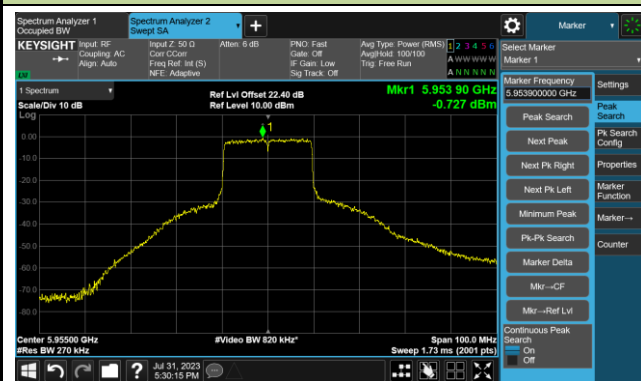 Spectrum Analyzer 1
Occupied BW
Spectrum Analyzer 2
Swept SA
Marker
KEYSIGHT
Input: RF
Coupling: AC
Align: Auto
Input Z: 50 Ω
Corr CCorr
Freq Ref: Int (S)
NFE: Adaptive
Atten: 6 dB
PNO: Fast
Gate: Off
IF Gain: Low
Sig Track: Off
Avg Type: Power (RMS)
Avg|Hold: 100/100
Trig: Free Run
1 2 3 4 5 6
A W W W W W
A N N N N N
LXI
Select Marker
Marker 1
1 Spectrum
Scale/Div 10 dB
Log
Ref Lvl Offset 22.40 dB
Ref Level 10.00 dBm
Mkr1 5.953 90 GHz
-0.727 dBm
1
0.00
-10.0
-20.0
-30.0
-40.0
-50.0
-60.0
-70.0
-80.0
Center 5.95500 GHz
#Res BW 270 kHz
#Video BW 820 kHz*
Span 100.0 MHz
Sweep 1.73 ms (2001 pts)
Marker Frequency
5.953900000 GHz
Peak Search
Next Peak
Next Pk Right
Next Pk Left
Minimum Peak
Pk-Pk Search
Marker Delta
Mkr→CF
Mkr→Ref Lvl
Continuous Peak
Search
On
Off
Settings
Peak
Search
Pk Search
Config
Properties
Marker
Function
Marker→
Counter
Jul 31, 2023
5:30:15 PM